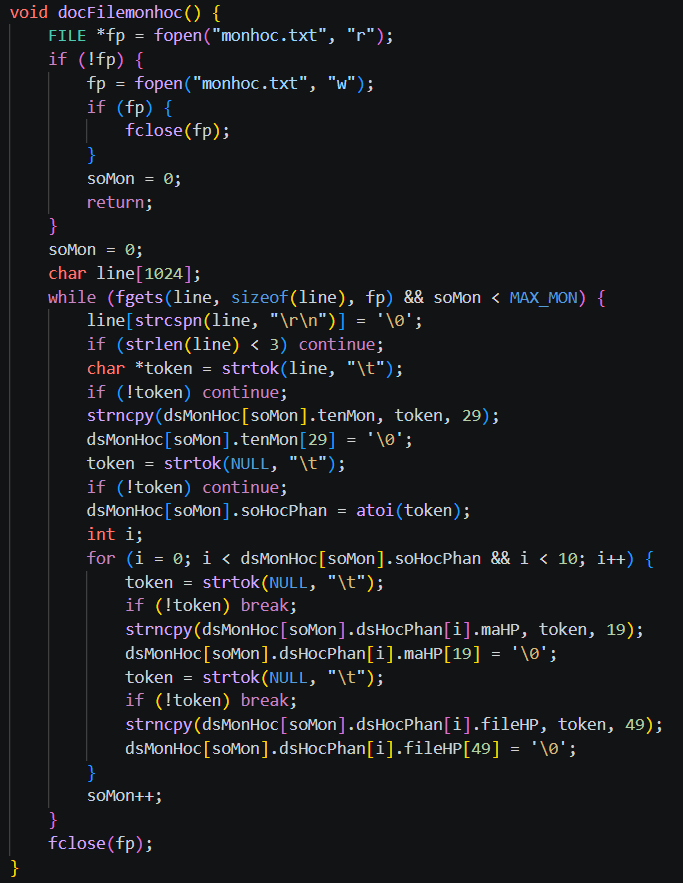 void docFilemonhoc() {
    FILE *fp = fopen("monhoc.txt", "r");
    if (!fp) {
        fp = fopen("monhoc.txt", "w");
        if (fp) {
            fclose(fp);
        }
        soMon = 0;
        return;
    }
    soMon = 0;
    char line[1024];
    while (fgets(line, sizeof(line), fp) && soMon < MAX_MON) {
        line[strcspn(line, "\r\n")] = '\0';
        if (strlen(line) < 3) continue;
        char *token = strtok(line, "\t");
        if (!token) continue;
        strncpy(dsMonHoc[soMon].tenMon, token, 29);
        dsMonHoc[soMon].tenMon[29] = '\0';
        token = strtok(NULL, "\t");
        if (!token) continue;
        dsMonHoc[soMon].soHocPhan = atoi(token);
        int i;
        for (i = 0; i < dsMonHoc[soMon].soHocPhan && i < 10; i++) {
            token = strtok(NULL, "\t");
            if (!token) break;
            strncpy(dsMonHoc[soMon].dsHocPhan[i].maHP, token, 19);
            dsMonHoc[soMon].dsHocPhan[i].maHP[19] = '\0';
            token = strtok(NULL, "\t");
            if (!token) break;
            strncpy(dsMonHoc[soMon].dsHocPhan[i].fileHP, token, 49);
            dsMonHoc[soMon].dsHocPhan[i].fileHP[49] = '\0';
        }
        soMon++;
    }
    fclose(fp);
}